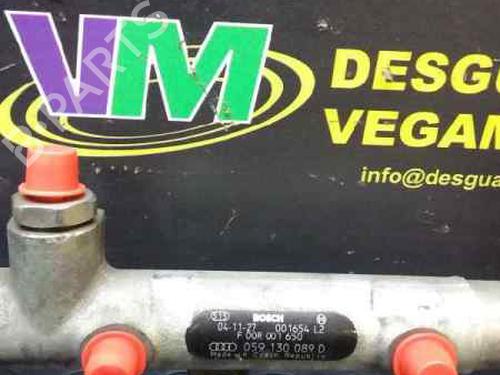 VM
DESGU
VEGAM
info@desgua
B PARTS
BOSCH
04-11-27 001654 L2
F 00R 001 650
059 130 089 D
Made in Czech Republic